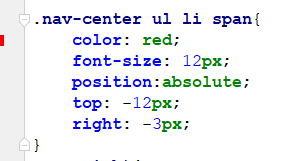 .nav-center ul li span{
    color: red;
    font-size: 12px;
    position:absolute;
    top: -12px;
    right: -3px;
}